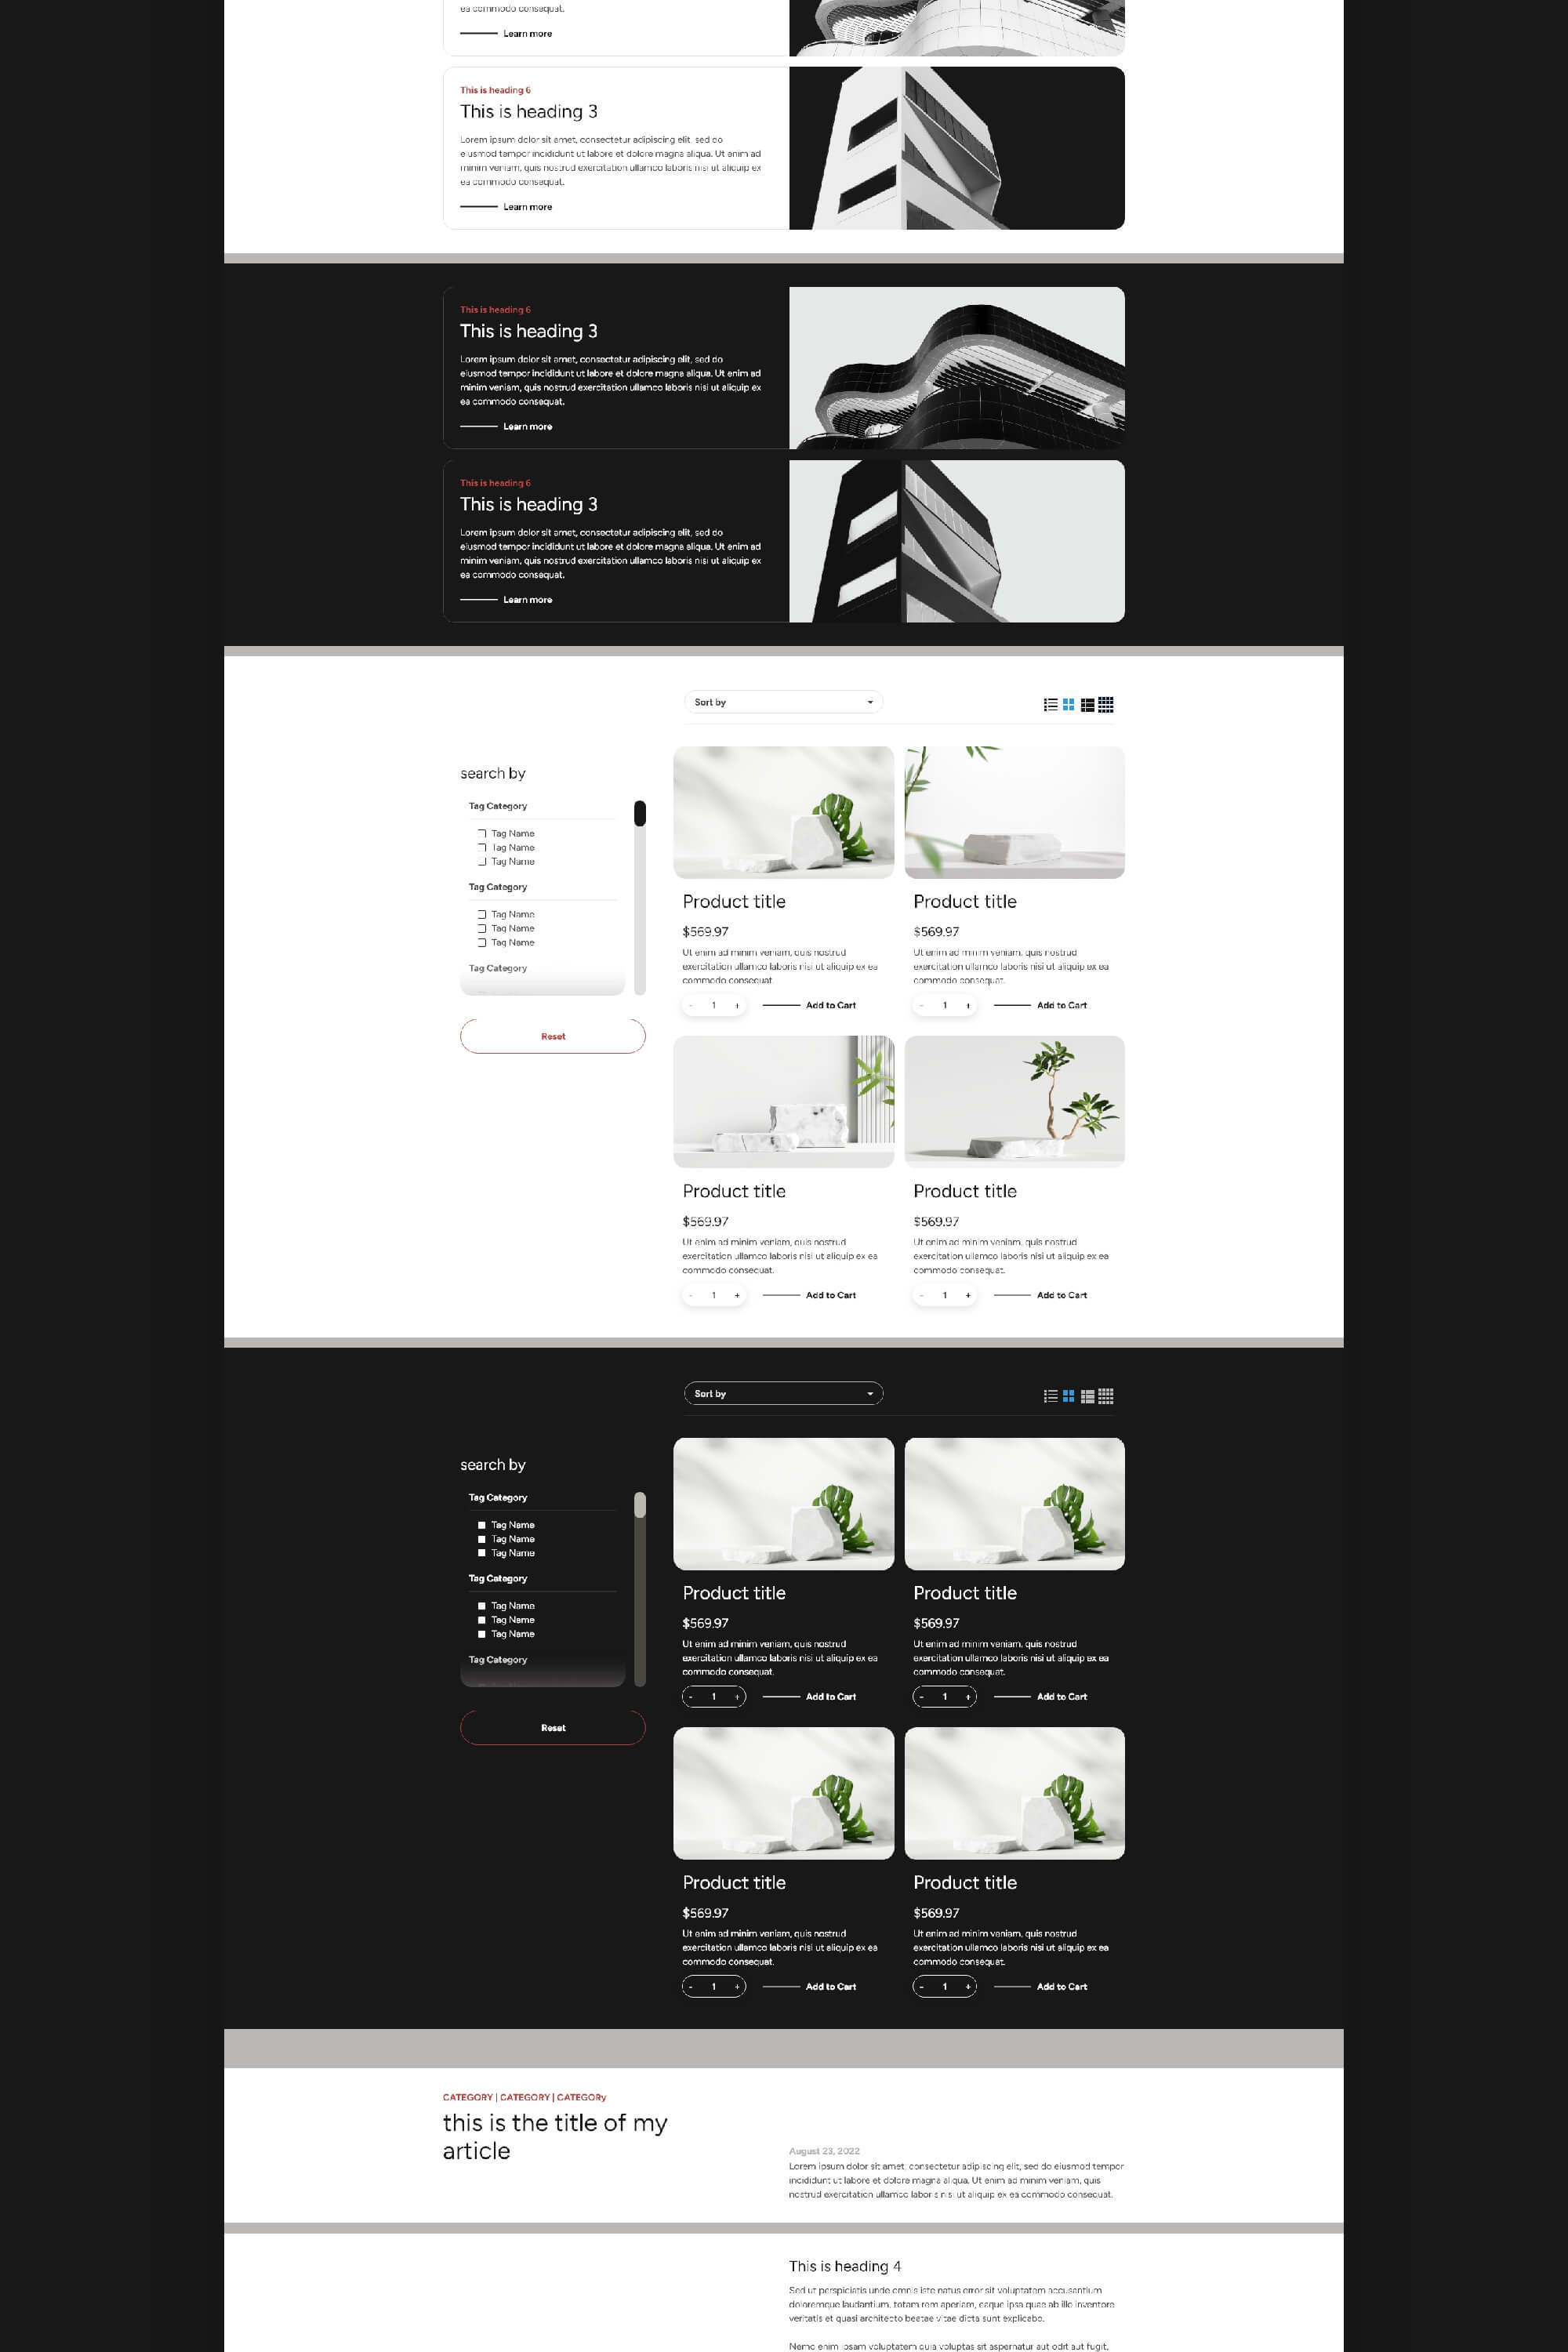 ea commodo consequat.
Learn more
This is heading 6
This is heading 3
Lorem ipsum dolor sit amet, consectetur adipiscing elit, sed do
eiusmod tempor incididunt ut labore et dolore magna aliqua. Ut enim ad
minim veniam, quis nostrud exercitation ullamco laboris nisi ut aliquip ex
ea commodo consequat.
Learn more
This is heading 6
This is heading 3
Lorem ipsum dolor sit amet, consectetur adipiscing elit, sed do
eiusmod tempor incididunt ut labore et dolore magna aliqua. Ut enim ad
minim veniam, quis nostrud exercitation ullamco laboris nisi ut aliquip ex
ea commodo consequat.
Learn more
This is heading 6
This is heading 3
Lorem ipsum dolor sit amet, consectetur adipiscing elit, sed do
eiusmod tempor incididunt ut labore et dolore magna aliqua. Ut enim ad
minim veniam, quis nostrud exercitation ullamco laboris nisi ut aliquip ex
ea commodo consequat.
Learn more
Sort by
search by
Tag Category
Tag Name
Tag Name
Tag Name
Tag Category
Tag Name
Tag Name
Tag Name
Tag Category
Reset
Product title
$569.97
Ut enim ad minim veniam, quis nostrud
exercitation ullamco laboris nisi ut aliquip ex ea
commodo consequat.
- 1 + Add to Cart
Product title
$569.97
Ut enim ad minim veniam, quis nostrud
exercitation ullamco laboris nisi ut aliquip ex ea
commodo consequat.
- 1 + Add to Cart
Product title
$569.97
Ut enim ad minim veniam, quis nostrud
exercitation ullamco laboris nisi ut aliquip ex ea
commodo consequat.
- 1 + Add to Cart
Product title
$569.97
Ut enim ad minim veniam, quis nostrud
exercitation ullamco laboris nisi ut aliquip ex ea
commodo consequat.
- 1 + Add to Cart
Sort by
search by
Tag Category
Tag Name
Tag Name
Tag Name
Tag Category
Tag Name
Tag Name
Tag Name
Tag Category
Reset
Product title
$569.97
Ut enim ad minim veniam, quis nostrud
exercitation ullamco laboris nisi ut aliquip ex ea
commodo consequat.
- 1 + Add to Cart
Product title
$569.97
Ut enim ad minim veniam, quis nostrud
exercitation ullamco laboris nisi ut aliquip ex ea
commodo consequat.
- 1 + Add to Cart
Product title
$569.97
Ut enim ad minim veniam, quis nostrud
exercitation ullamco laboris nisi ut aliquip ex ea
commodo consequat.
- 1 + Add to Cart
Product title
$569.97
Ut enim ad minim veniam, quis nostrud
exercitation ullamco laboris nisi ut aliquip ex ea
commodo consequat.
- 1 + Add to Cart
CATEGORY | CATEGORY | CATEGORy
this is the title of my
article
August 23, 2022
Lorem ipsum dolor sit amet, consectetur adipiscing elit, sed do eiusmod tempor
incididunt ut labore et dolore magna aliqua. Ut enim ad minim veniam, quis
nostrud exercitation ullamco laboris nisi ut aliquip ex ea commodo consequat.
This is heading 4
Sed ut perspiciatis unde omnis iste natus error sit voluptatem accusantium
doloremque laudantium, totam rem aperiam, eaque ipsa quae ab illo inventore
veritatis et quasi architecto beatae vitae dicta sunt explicabo.
Nemo enim ipsam voluptatem quia voluptas sit aspernatur aut odit aut fugit,